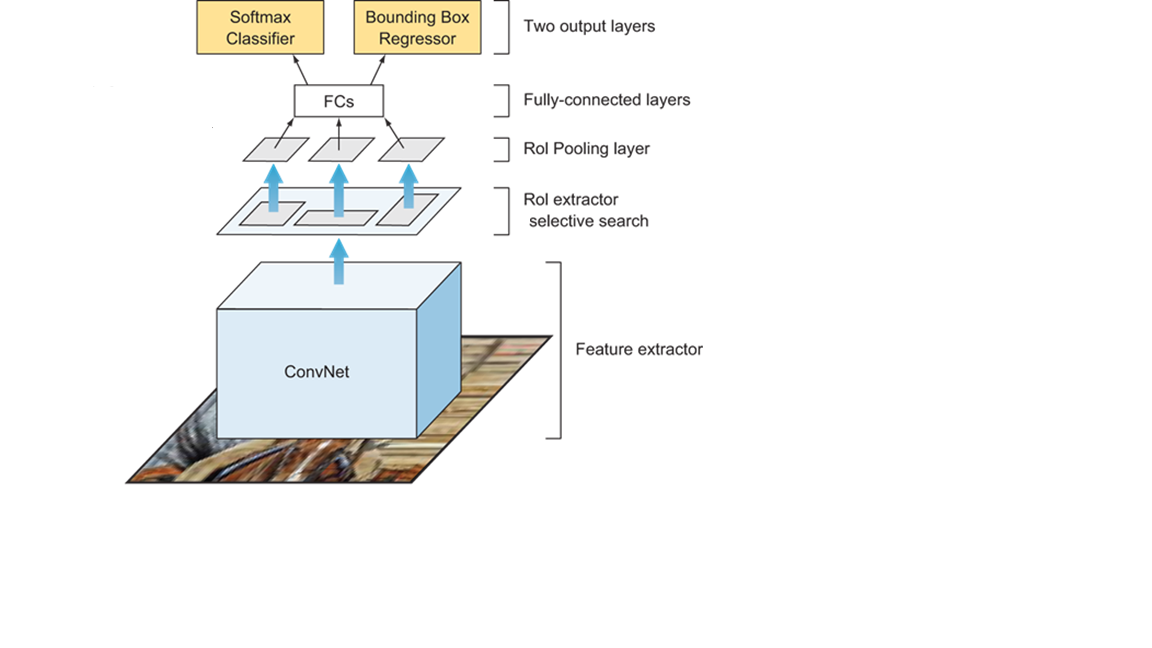 Softmax
Classifier
Bounding Box
Regressor
Two output layers
FCs
Fully-connected layers
RoI Pooling layer
RoI extractor
selective search
ConvNet
Feature extractor